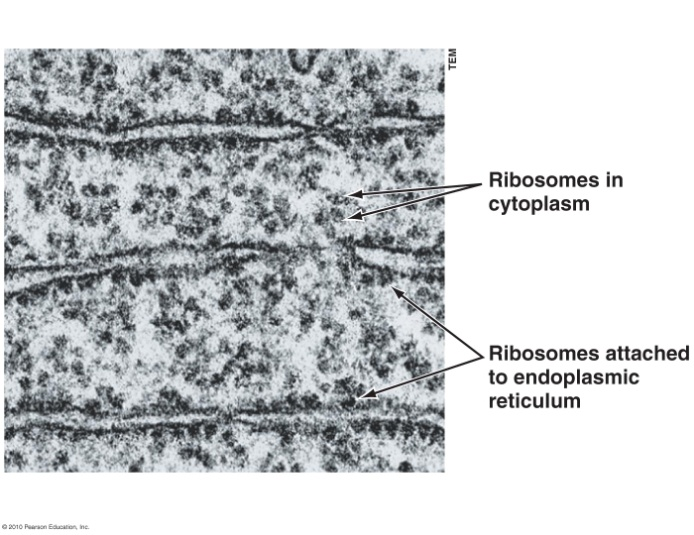 TEM
Ribosomes in
cytoplasm
Ribosomes attached
to endoplasmic
reticulum
© 2010 Pearson Education, Inc.